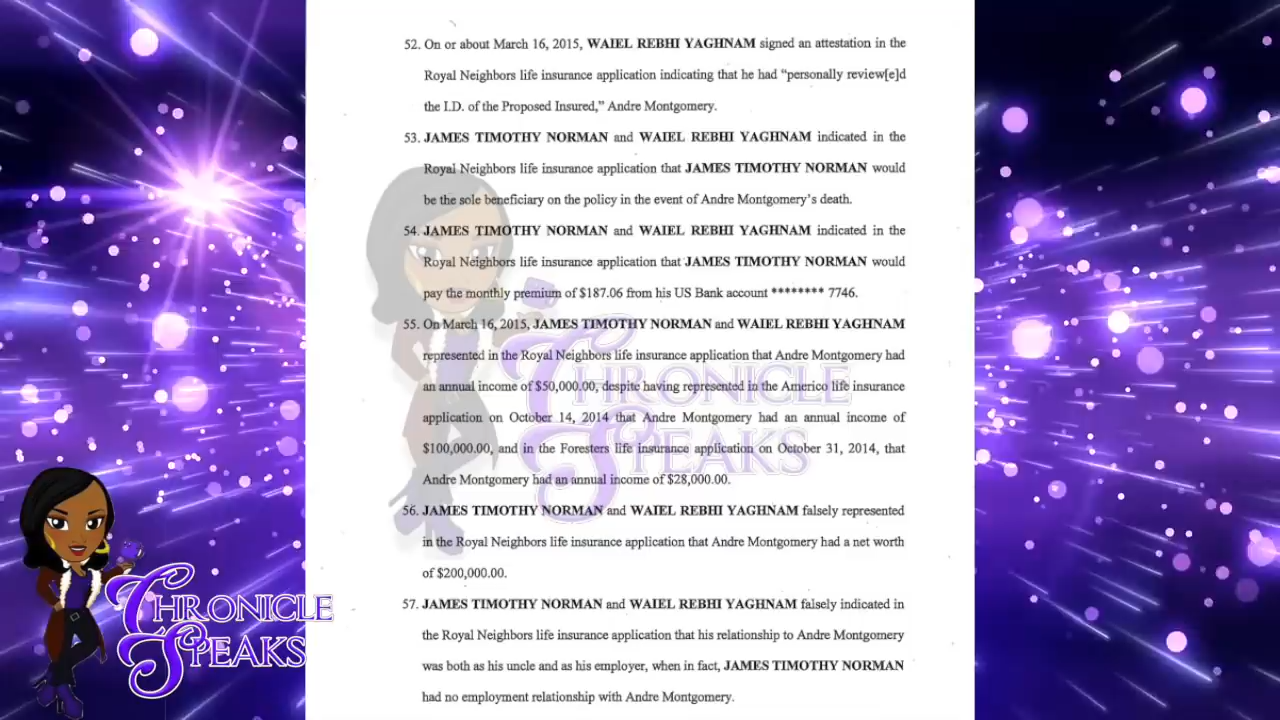 52. On or about March 16, 2015, WAIEL REBHI YAGHNAM signed an attestation in the
Royal Neighbors life insurance application indicating that he had “personally review[e]d
the I.D. of the Proposed Insured,” Andre Montgomery.
53. JAMES TIMOTHY NORMAN and WAIEL REBHI YAGHNAM indicated in the
Royal Neighbors life insurance application that JAMES TIMOTHY NORMAN would
be the sole beneficiary on the policy in the event of Andre Montgomery’s death.
54. JAMES TIMOTHY NORMAN and WAIEL REBHI YAGHNAM indicated in the
Royal Neighbors life insurance application that JAMES TIMOTHY NORMAN would
pay the monthly premium of $187.06 from his US Bank account ******** 7746.
55. On March 16, 2015, JAMES TIMOTHY NORMAN and WAIEL REBHI YAGHNAM
represented in the Royal Neighbors life insurance application that Andre Montgomery had
an annual income of $50,000.00, despite having represented in the Americo life insurance
application on October 14, 2014 that Andre Montgomery had an annual income of
$100,000.00, and in the Foresters life insurance application on October 31, 2014, that
Andre Montgomery had an annual income of $28,000.00.
56. JAMES TIMOTHY NORMAN and WAIEL REBHI YAGHNAM falsely represented
in the Royal Neighbors life insurance application that Andre Montgomery had a net worth
of $200,000.00.
57. JAMES TIMOTHY NORMAN and WAIEL REBHI YAGHNAM falsely indicated in
the Royal Neighbors life insurance application that his relationship to Andre Montgomery
was both as his uncle and as his employer, when in fact, JAMES TIMOTHY NORMAN
had no employment relationship with Andre Montgomery.
CHRONICLE
SPEAKS
CHRONICLE
SPEAKS